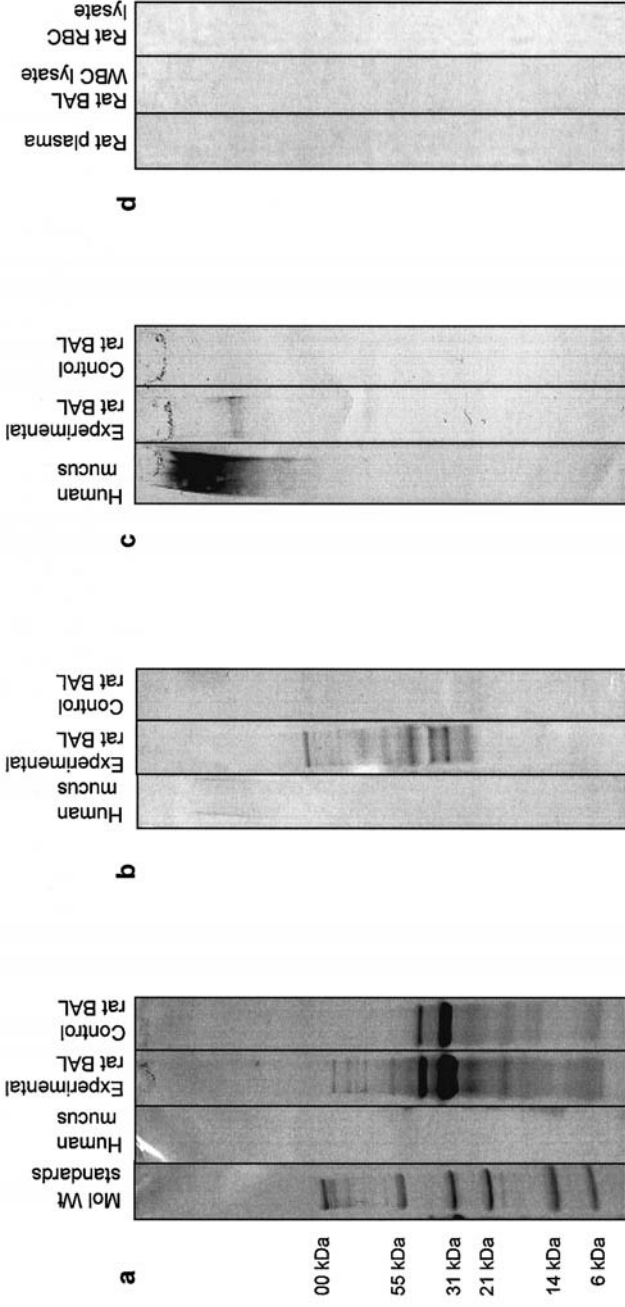 a
Mol Wt
standards
Human
mucus
Experimental
rat BAL
Control
rat BAL
00 kDa
55 kDa
31 kDa
21 kDa
14 kDa
6 kDa
b
Human
mucus
Experimental
rat BAL
Control
rat BAL
c
Human
mucus
Experimental
rat BAL
Control
rat BAL
d
Rat plasma
Rat BAL
WBC lysate
Rat RBC
lysate